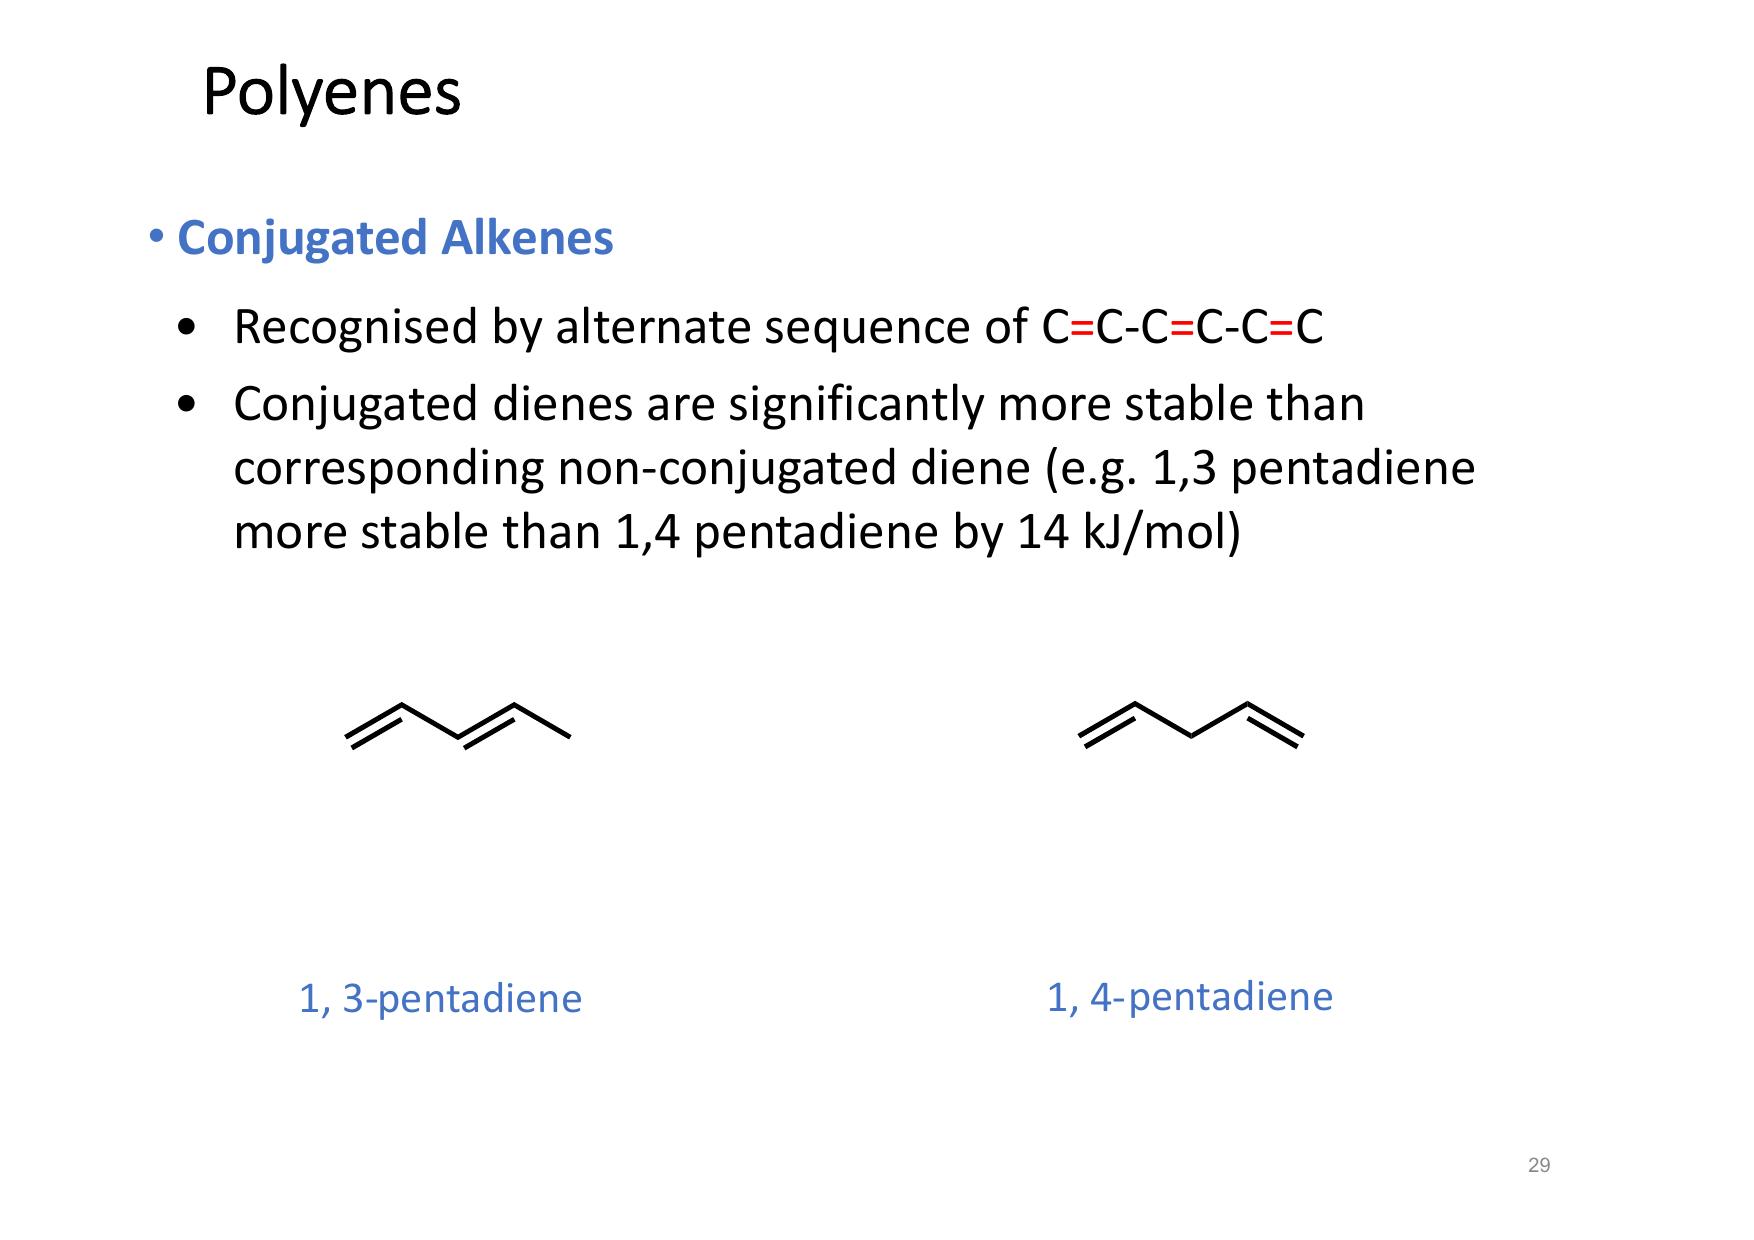 Polyenes
• Conjugated Alkenes
• Recognised by alternate sequence of C=C-C=C-C=C
• Conjugated dienes are significantly more stable than
corresponding non-conjugated diene (e.g. 1,3 pentadiene
more stable than 1,4 pentadiene by 14 kJ/mol)
1, 3-pentadiene
1, 4-pentadiene
29